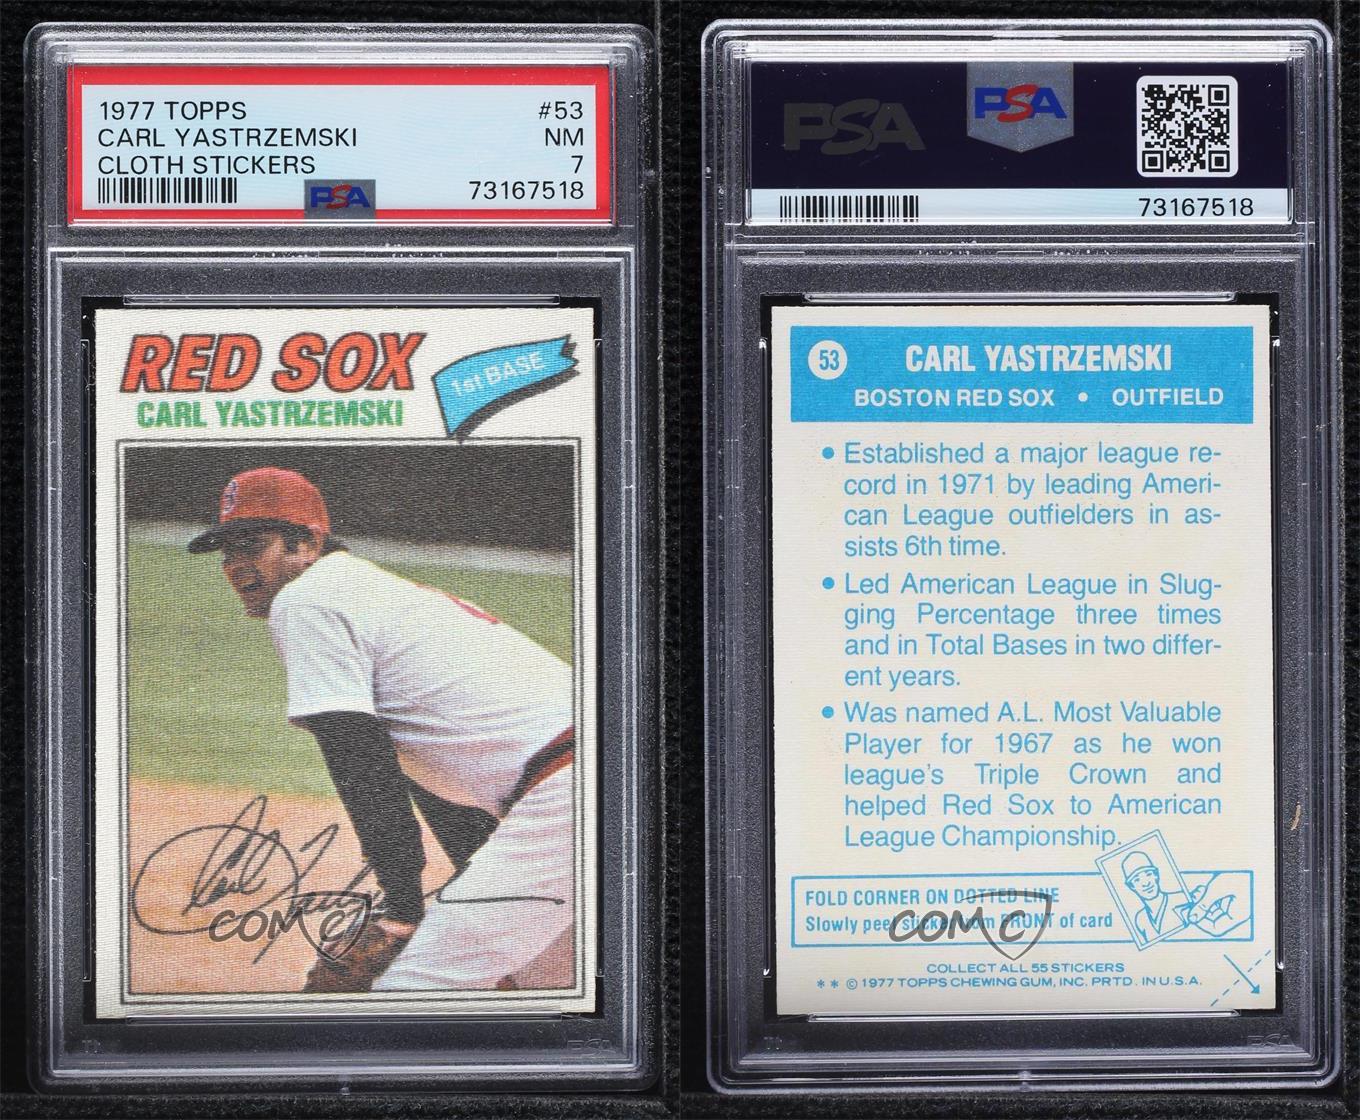 1977 TOPPS #53
CARL YASTRZEMSKI NM
CLOTH STICKERS 7
PSA 73167518
RED SOX
1st BASE
CARL YASTRZEMSKI
Carl Yastrzemski
COMC
PSA
PSA PSA
73167518
53 CARL YASTRZEMSKI
BOSTON RED SOX • OUTFIELD
• Established a major league re-
cord in 1971 by leading Ameri-
can League outfielders in as-
sists 6th time.
• Led American League in Slug-
ging Percentage three times
and in Total Bases in two differ-
ent years.
• Was named A.L. Most Valuable
Player for 1967 as he won
league's Triple Crown and
helped Red Sox to American
League Championship.
FOLD CORNER ON DOTTED LINE
Slowly peel sticker from FRONT of card
COMC
COLLECT ALL 55 STICKERS
** © 1977 TOPPS CHEWING GUM, INC. PRTD. IN U.S.A.
PSA